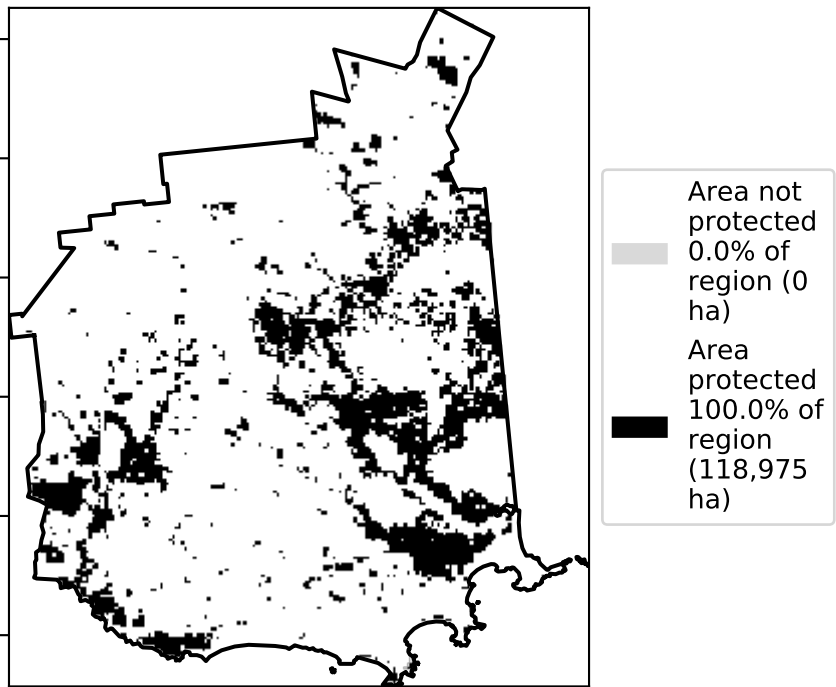 Area not
protected
0.0% of
region (0
ha)
Area
protected
100.0% of
region
(118,975
ha)